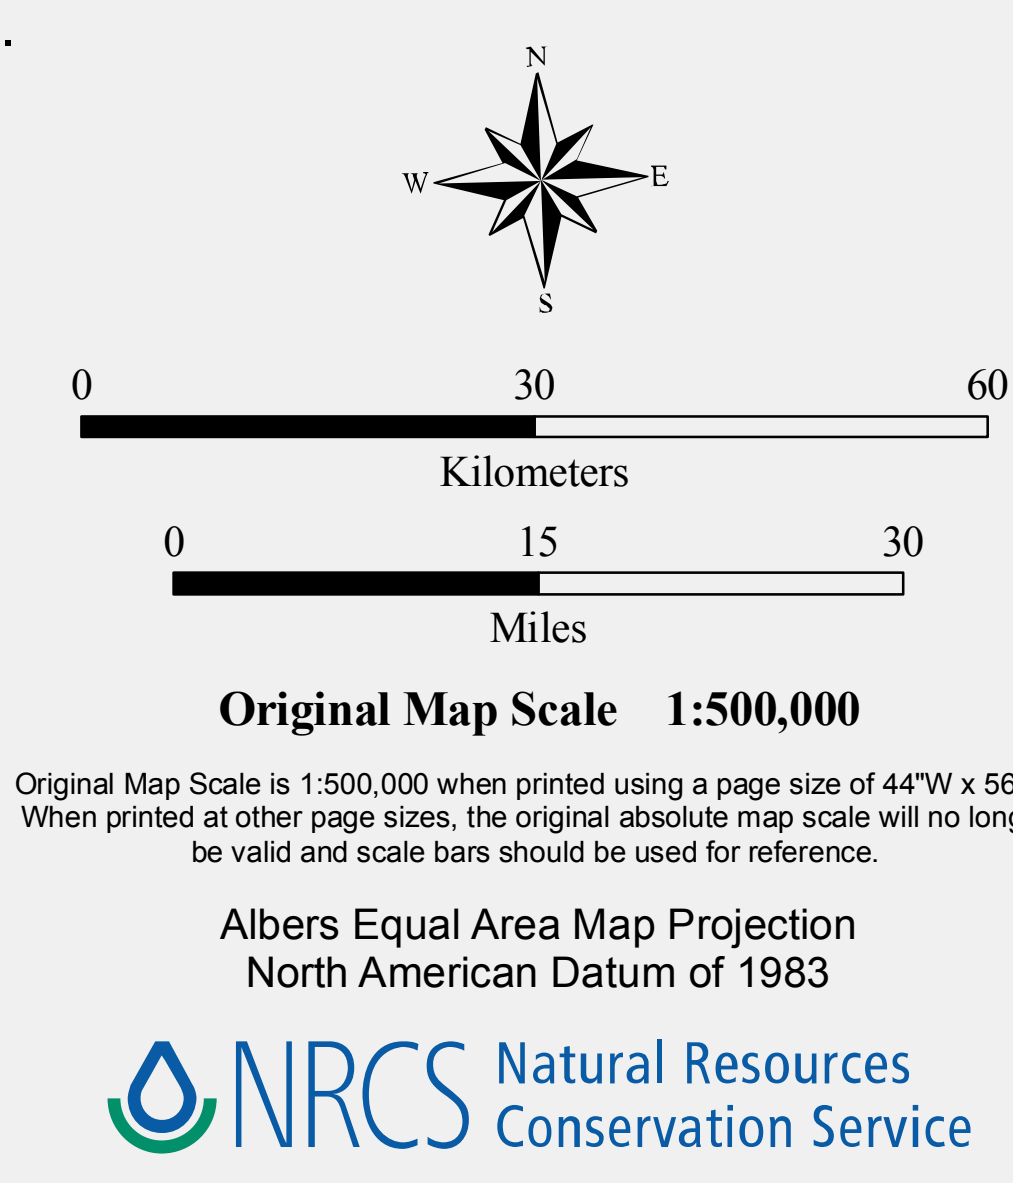 N
W E
S
0 30 60
Kilometers
0 15 30
Miles
Original Map Scale 1:500,000
Original Map Scale is 1:500,000 when printed using a page size of 44"W x 56
When printed at other page sizes, the original absolute map scale will no long
be valid and scale bars should be used for reference.
Albers Equal Area Map Projection
North American Datum of 1983
NRCS Natural Resources
Conservation Service